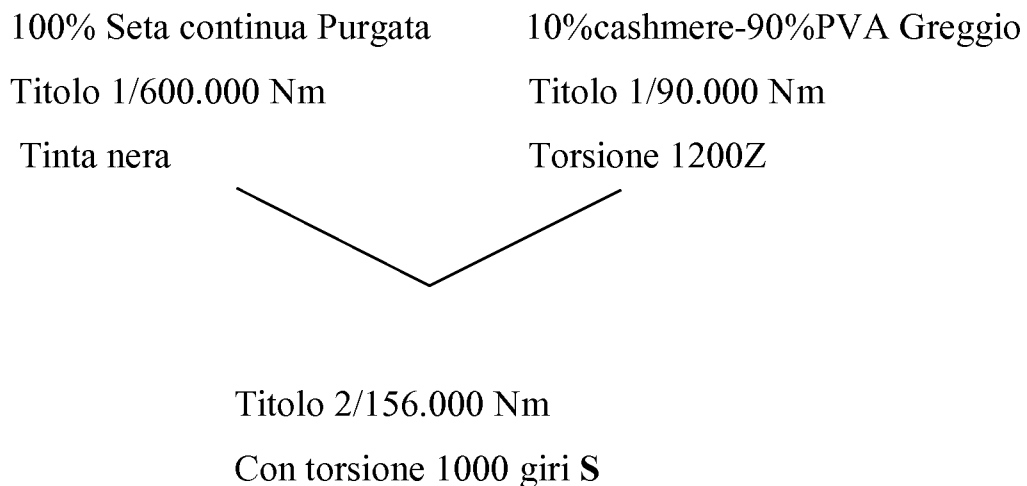 100% Seta continua Purgata
10%cashmere-90%PVA Greggio
Titolo 1/600.000 Nm
Titolo 1/90.000 Nm
Tinta nera
Torsione 1200Z
Titolo 2/156.000 Nm
Con torsione 1000 giri S